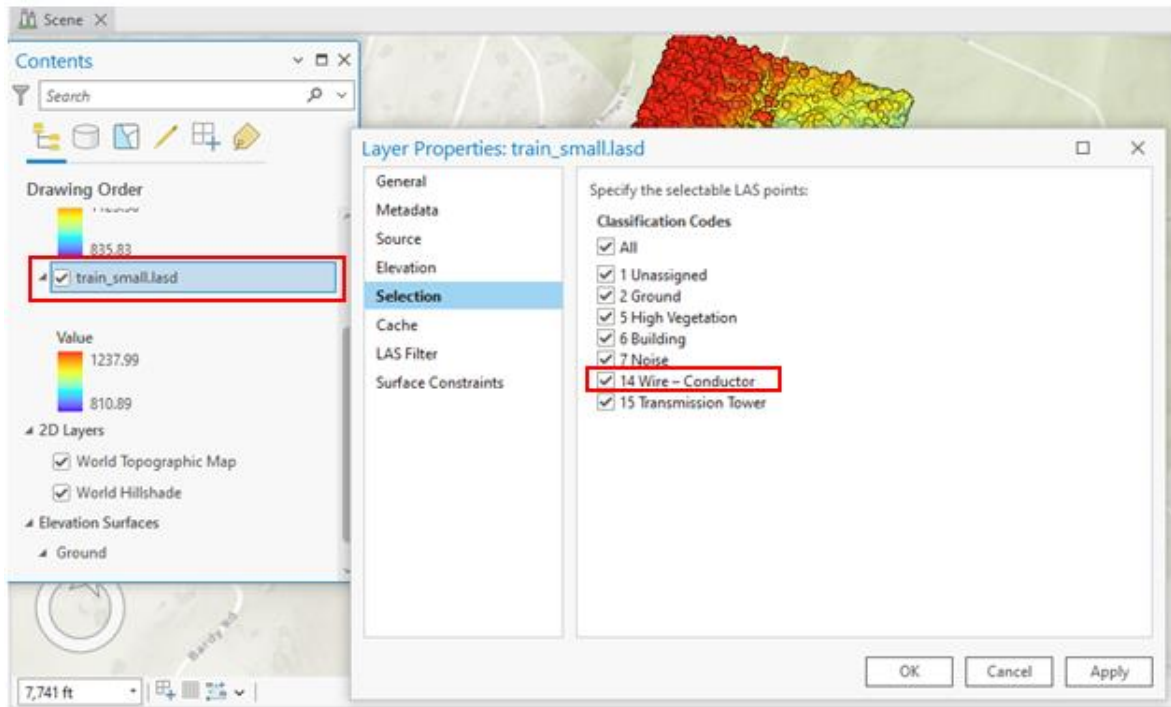 Scene
Contents
Search
Drawing Order
835.83
train_small.lasd
Value
1237.99
810.89
2D Layers
World Topographic Map
World Hillshade
Elevation Surfaces
Ground
Layer Properties: train_small.lasd
General
Metadata
Source
Elevation
Selection
Cache
LAS Filter
Surface Constraints
Specify the selectable LAS points:
Classification Codes
All
1 Unassigned
2 Ground
5 High Vegetation
6 Building
7 Noise
14 Wire – Conductor
15 Transmission Tower
OK Cancel Apply
Bardy Rd
7,741 ft